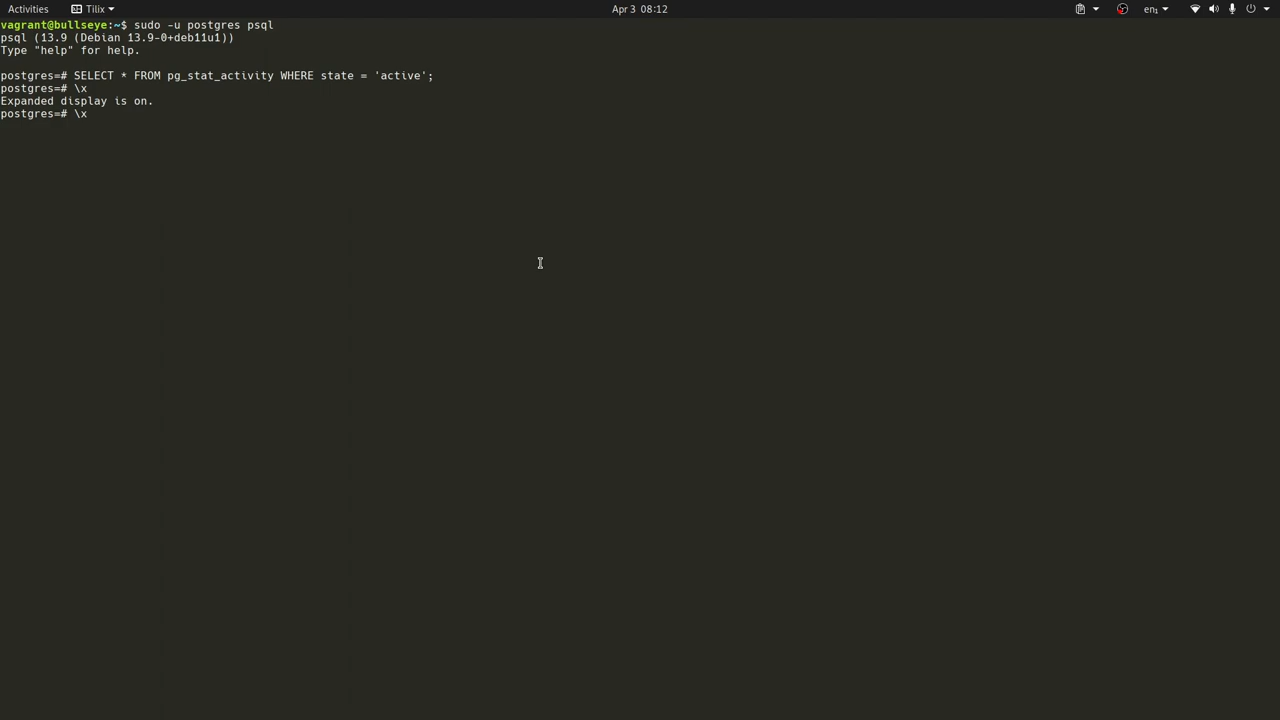 Activities Tilix Apr 3 08:12 en₁
vagrant@bullseye:~$ sudo -u postgres psql
psql (13.9 (Debian 13.9-0+deb11u1))
Type "help" for help.
postgres=# SELECT * FROM pg_stat_activity WHERE state = 'active';
postgres=# \x
Expanded display is on.
postgres=# \x